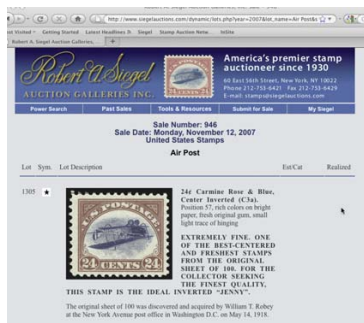 http://www.siegelauctions.com/dynamic/lots.php?year=2007&lot_name=Air Post&s
st Visited Getting Started Latest Headlines Siegel Stamp Auction Netw... InSite
Robert A. Siegel Auction Galleries, ...
Robert A. Siegel
AUCTION GALLERIES INC.
America's premier stamp
auctioneer since 1930
60 East 56th Street, New York, NY 10022
Phone 212-753-6421 Fax 212-753-6429
E-mail: stamps@siegelauctions.com
Power Search Past Sales Tools & Resources Submit for Sale My Siegel
Sale Number: 946
Sale Date: Monday, November 12, 2007
United States Stamps
Air Post
Lot Sym. Lot Description Est/Cat Realized
1305 ★
U.S. POSTAGE
24 CENTS 24
24¢ Carmine Rose & Blue,
Center Inverted (C3a).
Position 57, rich colors on bright
paper, fresh original gum, small
light trace of hinging
EXTREMELY FINE. ONE
OF THE BEST-CENTERED
AND FRESHEST STAMPS
FROM THE ORIGINAL
SHEET OF 100. FOR THE
COLLECTOR SEEKING
THE FINEST QUALITY,
THIS STAMP IS THE IDEAL INVERTED "JENNY".
The original sheet of 100 was discovered and acquired by William T. Robey
at the New York Avenue post office in Washington D.C. on May 14, 1918.